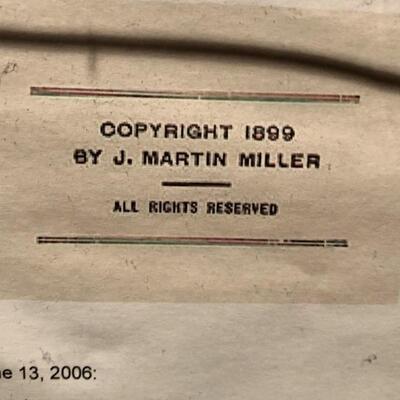 COPYRIGHT 1899
BY J. MARTIN MILLER
ALL RIGHTS RESERVED
13, 2006: